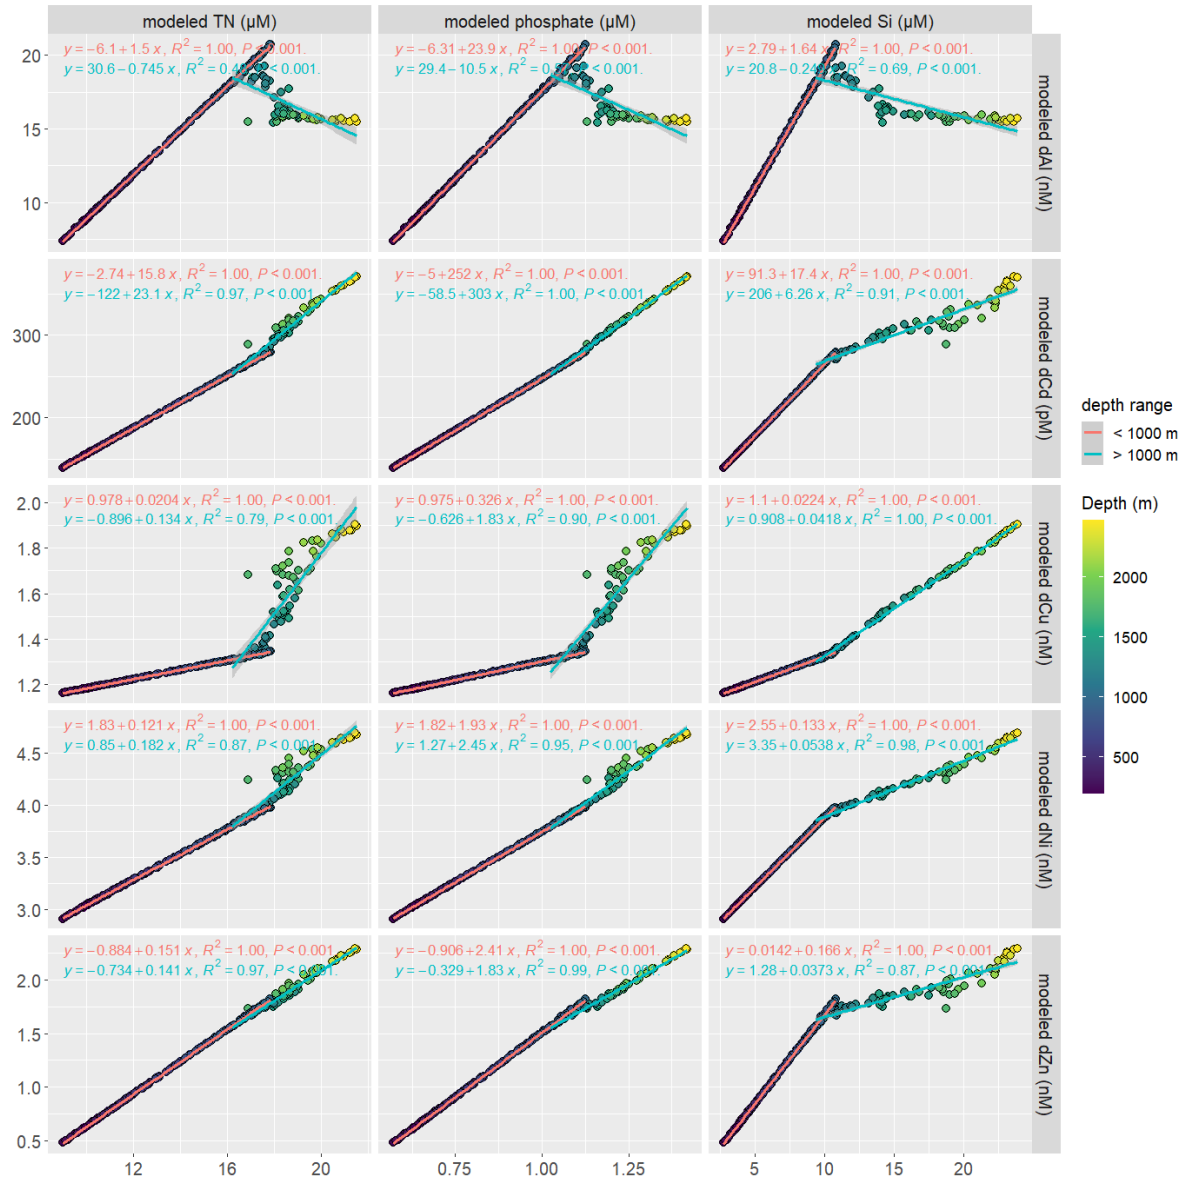 modeled TN (µM)
modeled phosphate (µM)
modeled Si (µM)
y = −6.1 + 1.5 x, R² = 1.00, P < 0.001.
y = 30.6 − 0.745 x, R² = 0.4 < 0.001.
y = −6.31 + 23.9 x, R² = 1.00, P < 0.001.
y = 29.4 − 10.5 x, R² = 0. < 0.001.
y = 2.79 + 1.64 x, R² = 1.00, P < 0.001.
y = 20.8 − 0.24 R² = 0.69, P < 0.001.
20
15
10
modeled dAl (nM)
y = −2.74 + 15.8 x, R² = 1.00, P < 0.001.
y = −122 + 23.1 x, R² = 0.97, P < 0.001
y = −5 + 252 x, R² = 1.00, P < 0.001.
y = −58.5 + 303 x, R² = 1.00, P < 0.001
y = 91.3 + 17.4 x, R² = 1.00, P < 0.001.
y = 206 + 6.26 x, R² = 0.91, P < 0.001
300
200
modeled dCd (pM)
y = 0.978 + 0.0204 x, R² = 1.00, P < 0.001.
y = −0.896 + 0.134 x, R² = 0.79, P < 0.001
y = 0.975 + 0.326 x, R² = 1.00, P < 0.001.
y = −0.626 + 1.83 x, R² = 0.90, P < 0.001
y = 1.1 + 0.0224 x, R² = 1.00, P < 0.001.
y = 0.908 + 0.0418 x, R² = 1.00, P < 0.001
2.0
1.8
1.6
1.4
1.2
modeled dCu (nM)
y = 1.83 + 0.121 x, R² = 1.00, P < 0.001.
y = 0.85 + 0.182 x, R² = 0.87, P < 0.001
y = 1.82 + 1.93 x, R² = 1.00, P < 0.001.
y = 1.27 + 2.45 x, R² = 0.95, P < 0.001
y = 2.55 + 0.133 x, R² = 1.00, P < 0.001.
y = 3.35 + 0.0538 x, R² = 0.98, P < 0.001
4.5
4.0
3.5
3.0
modeled dNi (nM)
y = −0.884 + 0.151 x, R² = 1.00, P < 0.001
y = −0.734 + 0.141 x, R² = 0.97, P < 0.001.
y = −0.906 + 2.41 x, R² = 1.00, P < 0.001
y = −0.329 + 1.83 x, R² = 0.99, P < 0.001
y = 0.0142 + 0.166 x, R² = 1.00, P < 0.001
y = 1.28 + 0.0373 x, R² = 0.87, P < 0.001
2.0
1.5
1.0
0.5
modeled dZn (nM)
12
16
20
0.75
1.00
1.25
5
10
15
20
depth range
< 1000 m
> 1000 m
Depth (m)
2000
1500
1000
500